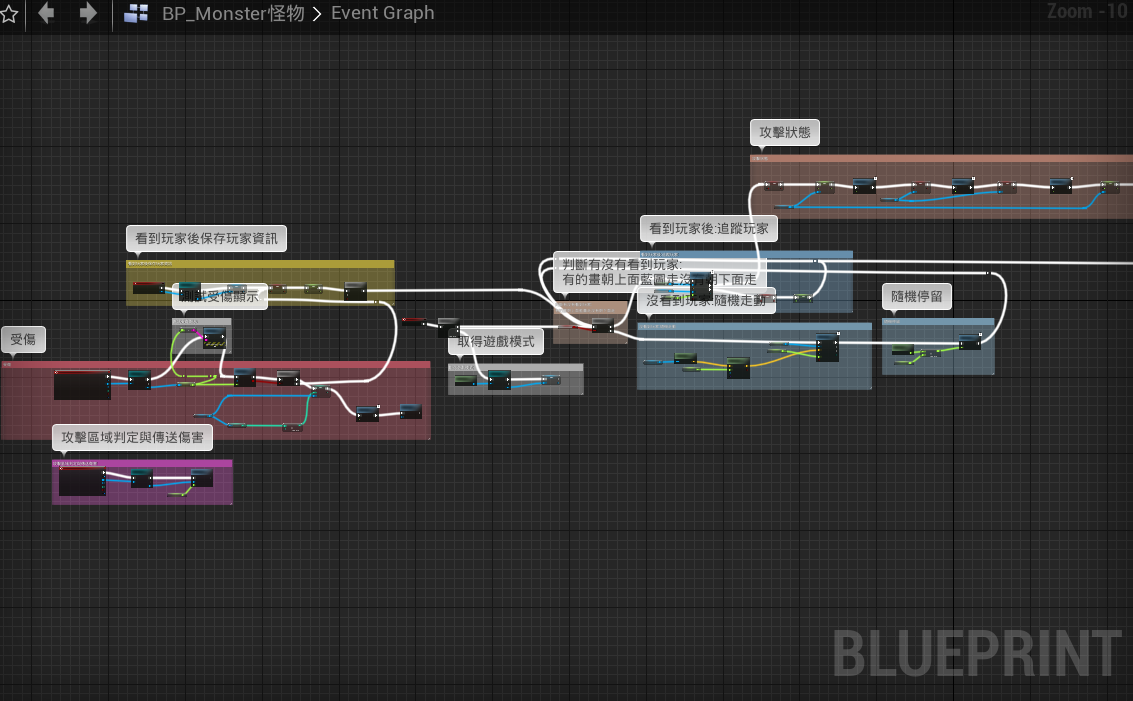 BP_Monster怪物 > Event Graph
Zoom -10
攻擊狀態
看到玩家後:追蹤玩家
看到玩家後保存玩家資訊
判斷有沒有看到玩家:
有的畫朝上面藍圖走沒有朝下面走
測試受傷顯示
沒看到玩家:隨機走動
隨機停留
受傷
取得遊戲模式
攻擊區域判定與傳送傷害
BLUEPRINT